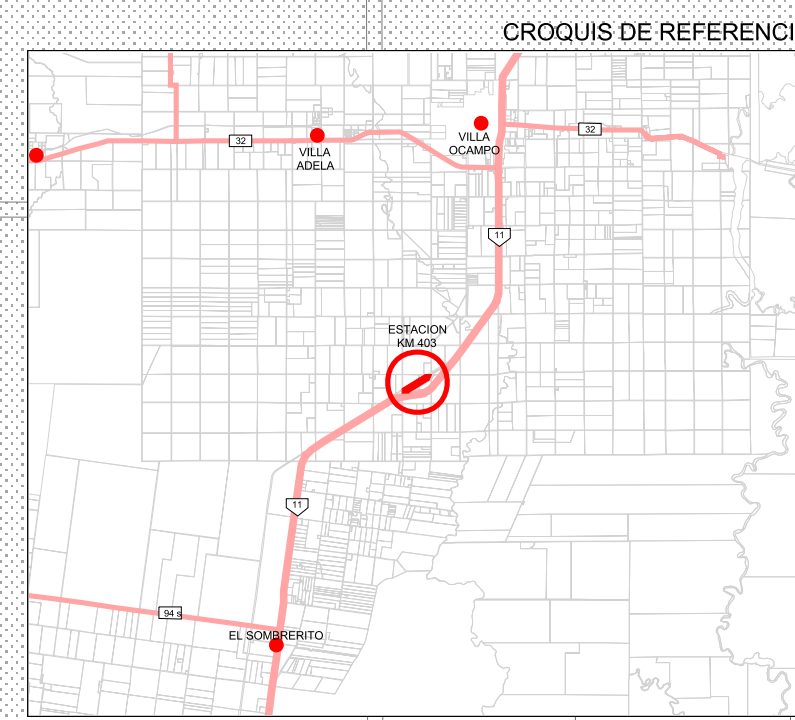 CROQUIS DE REFERENCI
32
VILLA
ADELA
VILLA
OCAMPO
32
11
ESTACION
KM 403
11
94 s
EL SOMBRERITO